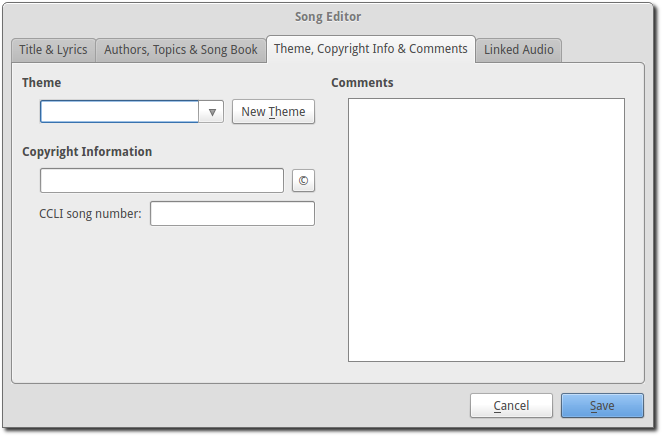 Song Editor
Title & Lyrics Authors, Topics & Song Book Theme, Copyright Info & Comments Linked Audio
Theme Comments
New Theme
Copyright Information
©
CCLI song number:
Cancel Save